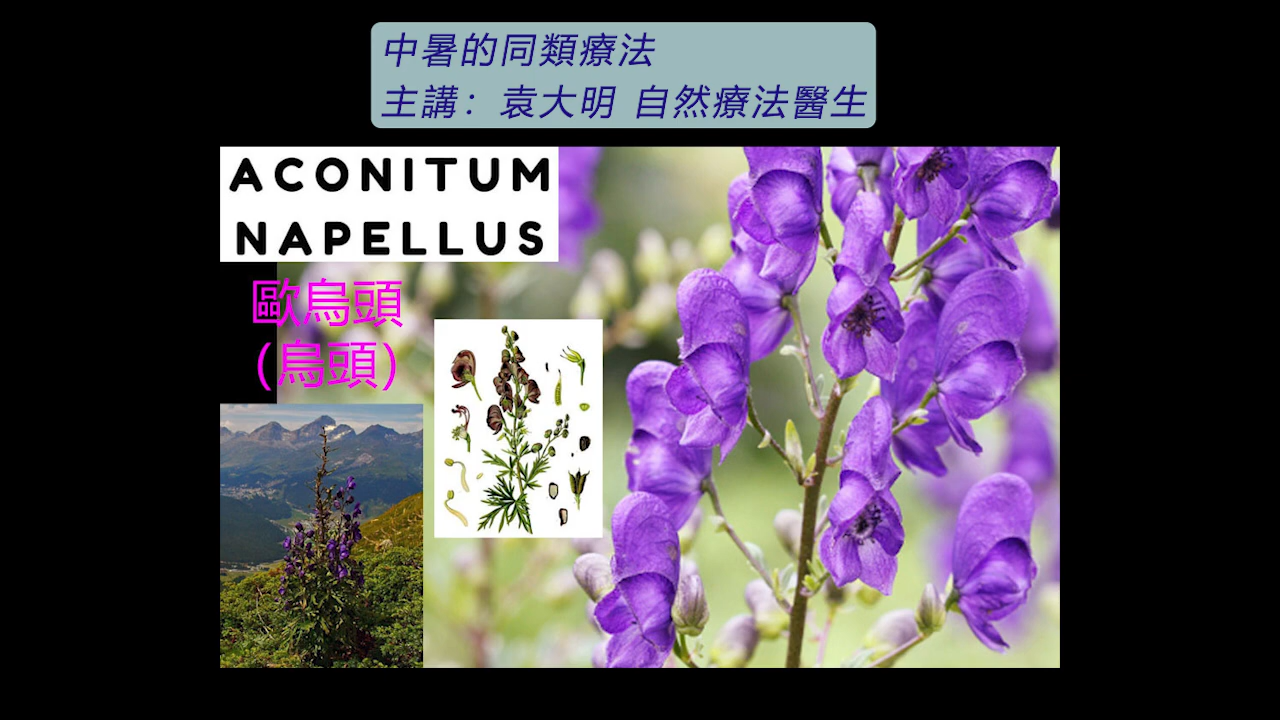 中暑的同類療法
主講：袁大明 自然療法醫生
ACONITUM
NAPELLUS
歐烏頭
(烏頭)